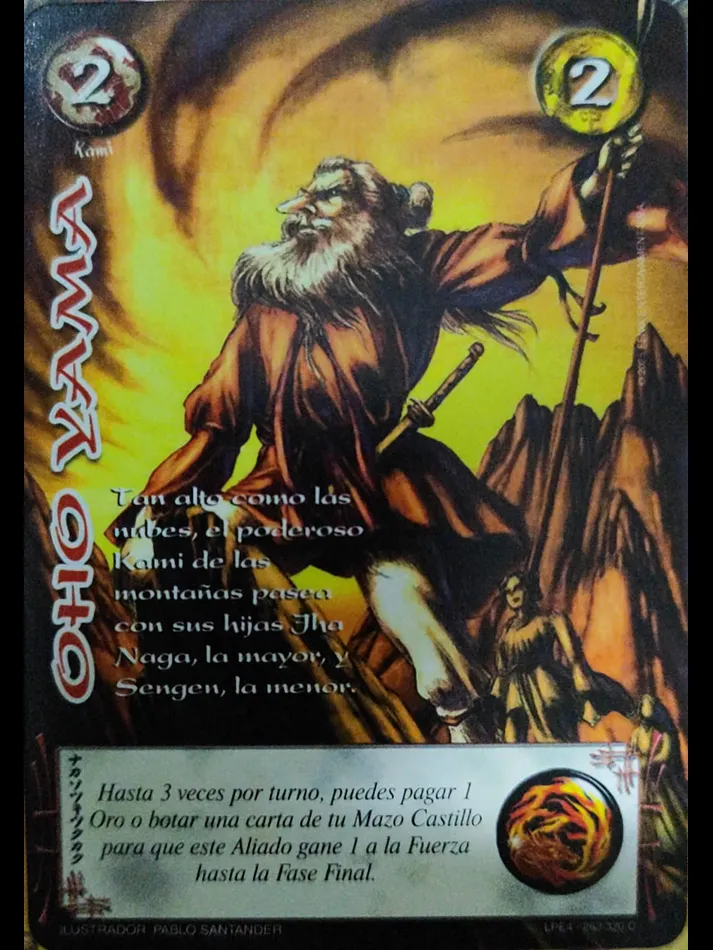 2
Kami
2
OHO YAMA
Tan alto como las
nubes, el poderoso
Kami de las
montañas pasea
con sus hijas Jha
Naga, la mayor, y
Sengen, la menor.
Hasta 3 veces por turno, puedes pagar 1
Oro o botar una carta de tu Mazo Castillo
para que este Aliado gane 1 a la Fuerza
hasta la Fase Final.
ILUSTRADOR PABLO SANTANDER